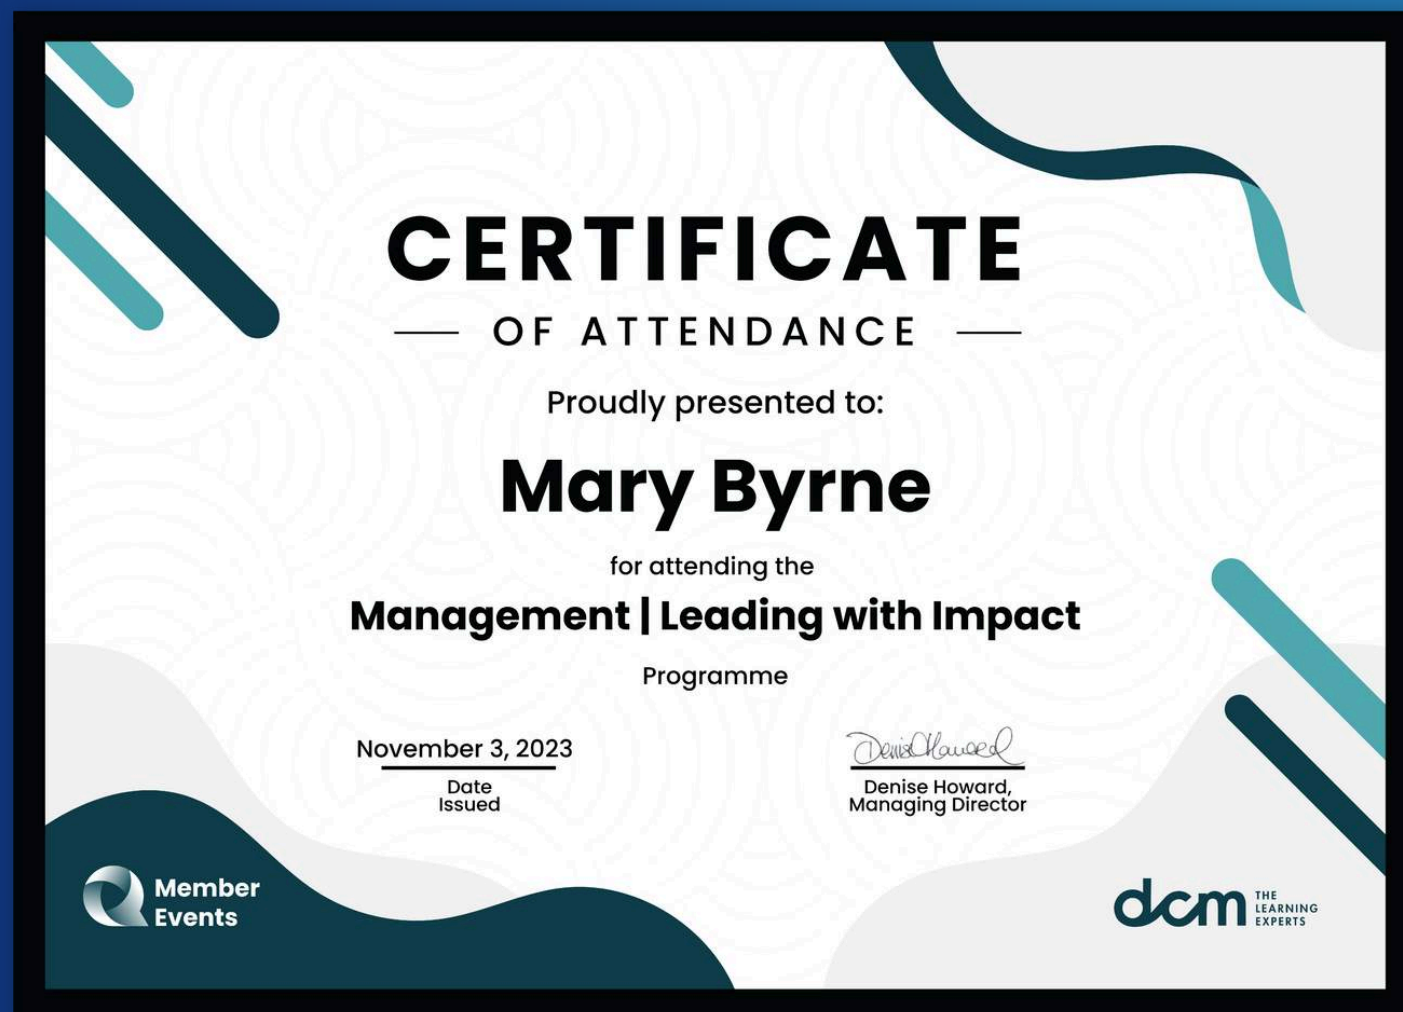 CERTIFICATE
OF ATTENDANCE
Proudly presented to:
Mary Byrne
for attending the
Management | Leading with Impact
Programme
November 3, 2023
Date
Issued
Denise Howard
Denise Howard,
Managing Director
Member
Events
dcm
THE
LEARNING
EXPERTS